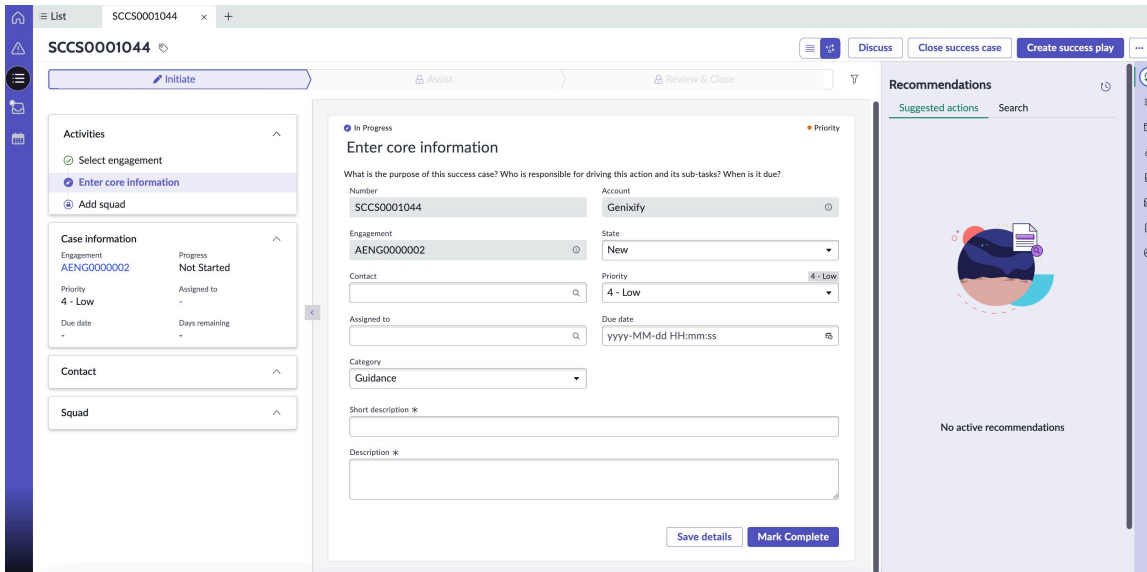 List
SCCS0001044
SCCS0001044
Discuss
Close success case
Create success play
Initiate
Assist
Review & Close
Activities
Select engagement
Enter core information
Add squad
Case information
Engagement
Progress
AENG0000002
Not Started
Priority
Assigned to
4 - Low
-
Due date
Days remaining
-
-
Contact
Squad
In Progress
Priority
Enter core information
What is the purpose of this success case? Who is responsible for driving this action and its sub-tasks? When is it due?
Number
Account
SCCS0001044
Genixify
Engagement
State
AENG0000002
New
Contact
Priority
4 - Low
4 - Low
Assigned to
Due date
yyyy-MM-dd HH:mm:ss
Category
Guidance
Short description *
Description *
Save details
Mark Complete
Recommendations
Suggested actions
Search
No active recommendations